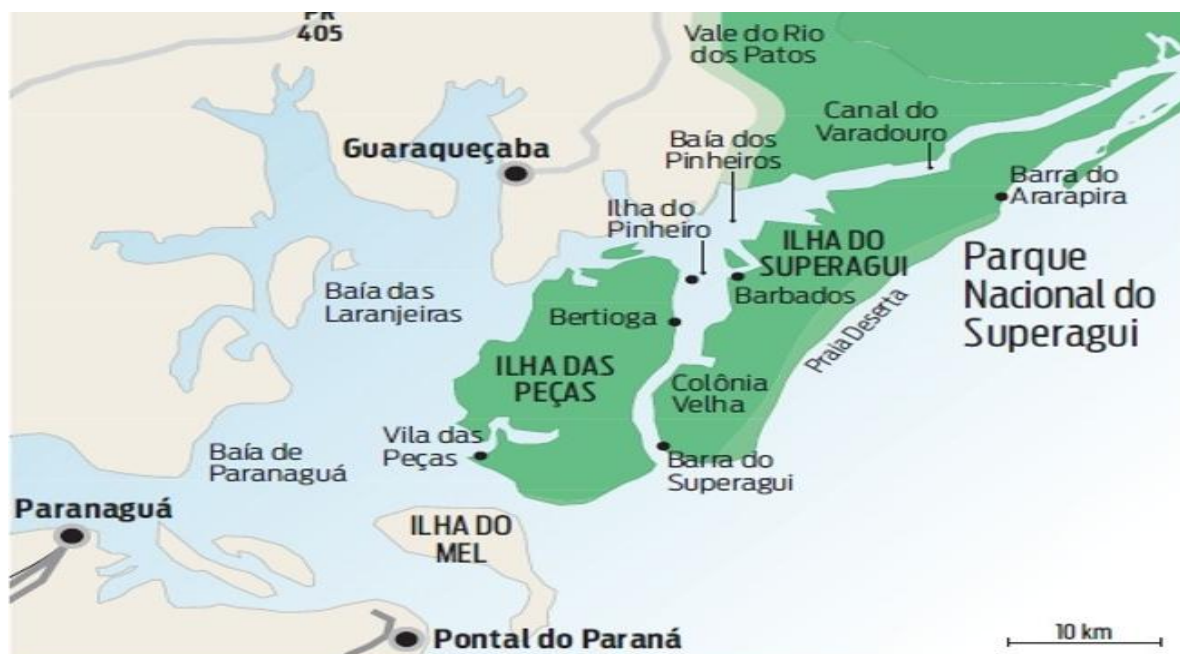 PR
405
Vale do Rio
dos Patos
Canal do
Varadouro
Guaraqueçaba
Baía dos
Pinheiros
Barra do
Ararapira
Ilha do
Pinheiro
ILHA DO
SUPERAGUI
Parque
Nacional do
Superagui
Baía das
Laranjeiras
Barbados
Bertioga
Praia Deserta
ILHA DAS
PEÇAS
Colônia
Velha
Vila das
Peças
Baía de
Paranaguá
Barra do
Superagui
Paranaguá
ILHA DO
MEL
Pontal do Paraná
10 km